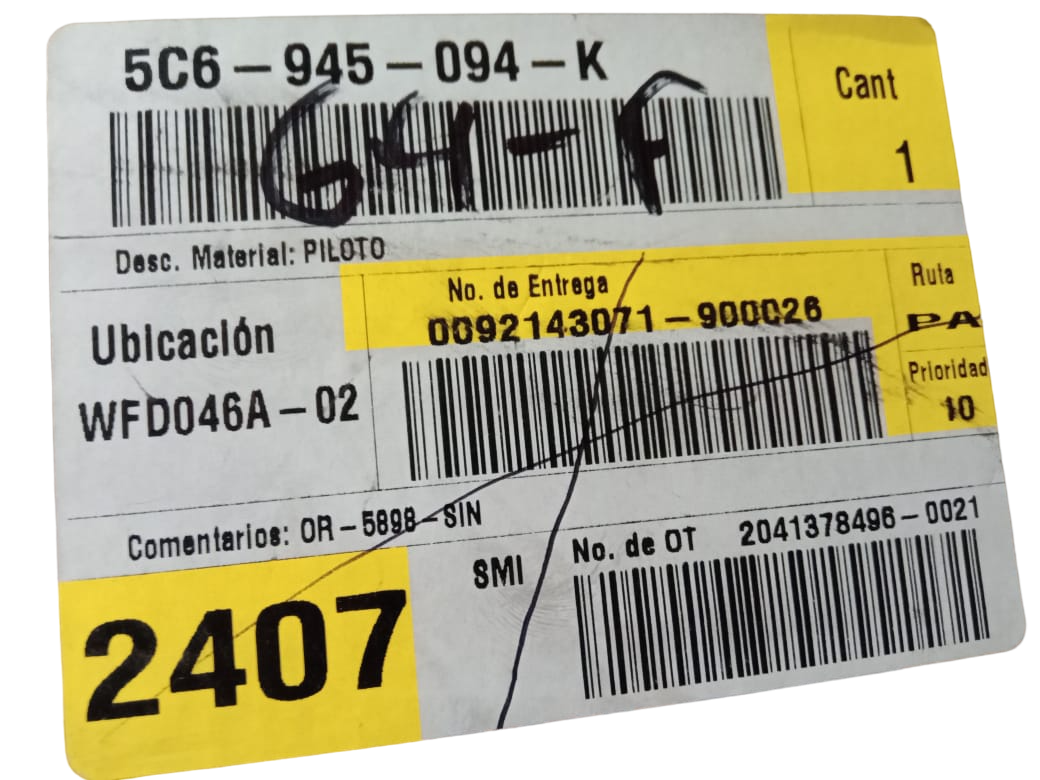 5C6-945-094-K
Cant
1
G4-F
Desc. Material: PILOTO
No. de Entrega
0092143071-900026
Ruta
PA
Ubicación
WFD046A-02
Prioridad
10
Comentarios: OR-5898-SIN
SMI
No. de OT 2041378496-0021
2407